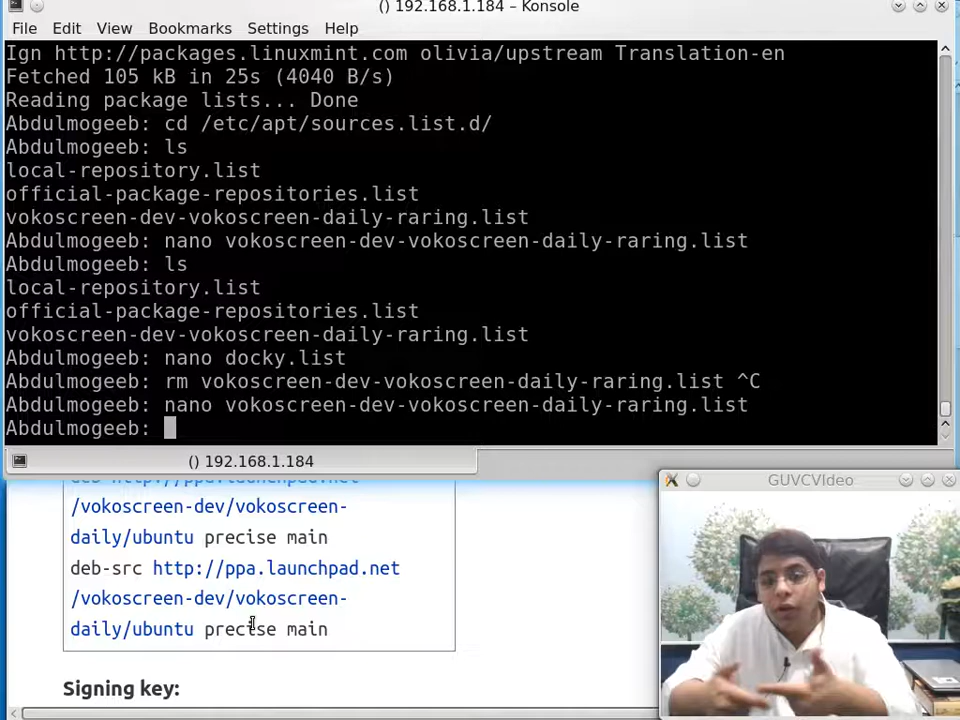 () 192.168.1.184 – Konsole
File Edit View Bookmarks Settings Help
Ign http://packages.linuxmint.com olivia/upstream Translation-en
Fetched 105 kB in 25s (4040 B/s)
Reading package lists... Done
Abdulmogeeb: cd /etc/apt/sources.list.d/
Abdulmogeeb: ls
local-repository.list
official-package-repositories.list
vokoscreen-dev-vokoscreen-daily-raring.list
Abdulmogeeb: nano vokoscreen-dev-vokoscreen-daily-raring.list
Abdulmogeeb: ls
local-repository.list
official-package-repositories.list
vokoscreen-dev-vokoscreen-daily-raring.list
Abdulmogeeb: nano docky.list
Abdulmogeeb: rm vokoscreen-dev-vokoscreen-daily-raring.list ^C
Abdulmogeeb: nano vokoscreen-dev-vokoscreen-daily-raring.list
Abdulmogeeb:
() 192.168.1.184
deb http://ppa.launchpad.net
/vokoscreen-dev/vokoscreen-
daily/ubuntu precise main
deb-src http://ppa.launchpad.net
/vokoscreen-dev/vokoscreen-
daily/ubuntu precise main
Signing key:
GUVCVIdeo